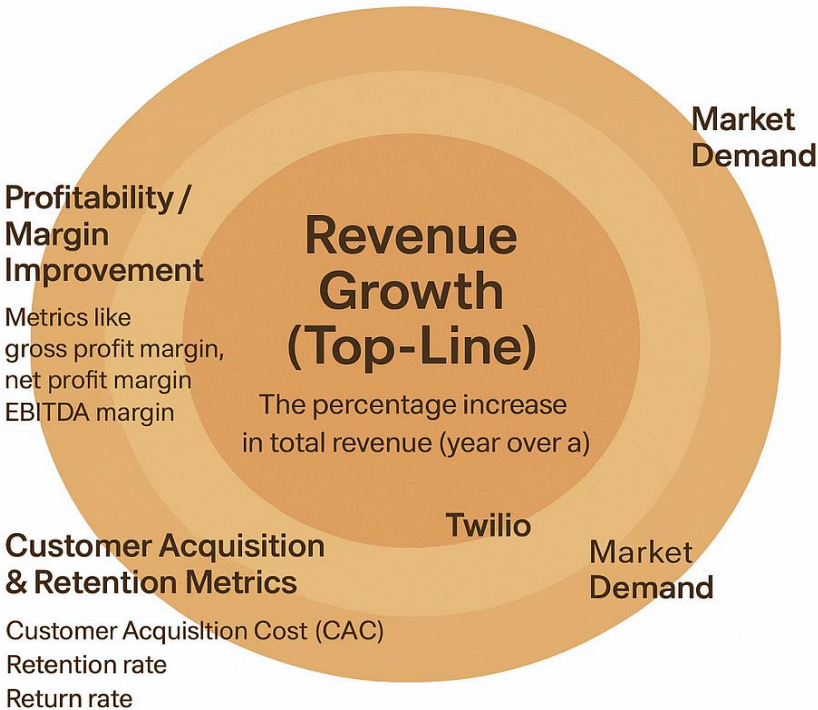 Market
Demand
Profitability/
Margin
Improvement
Metrics like
gross profit margin,
net profit margin
EBITDA margin
Revenue
Growth
(Top-Line)
The percentage increase
in total revenue (year over a)
Twilio
Market
Demand
Customer Acquisition
& Retention Metrics
Customer Acquisltion Cost (CAC)
Retention rate
Return rate